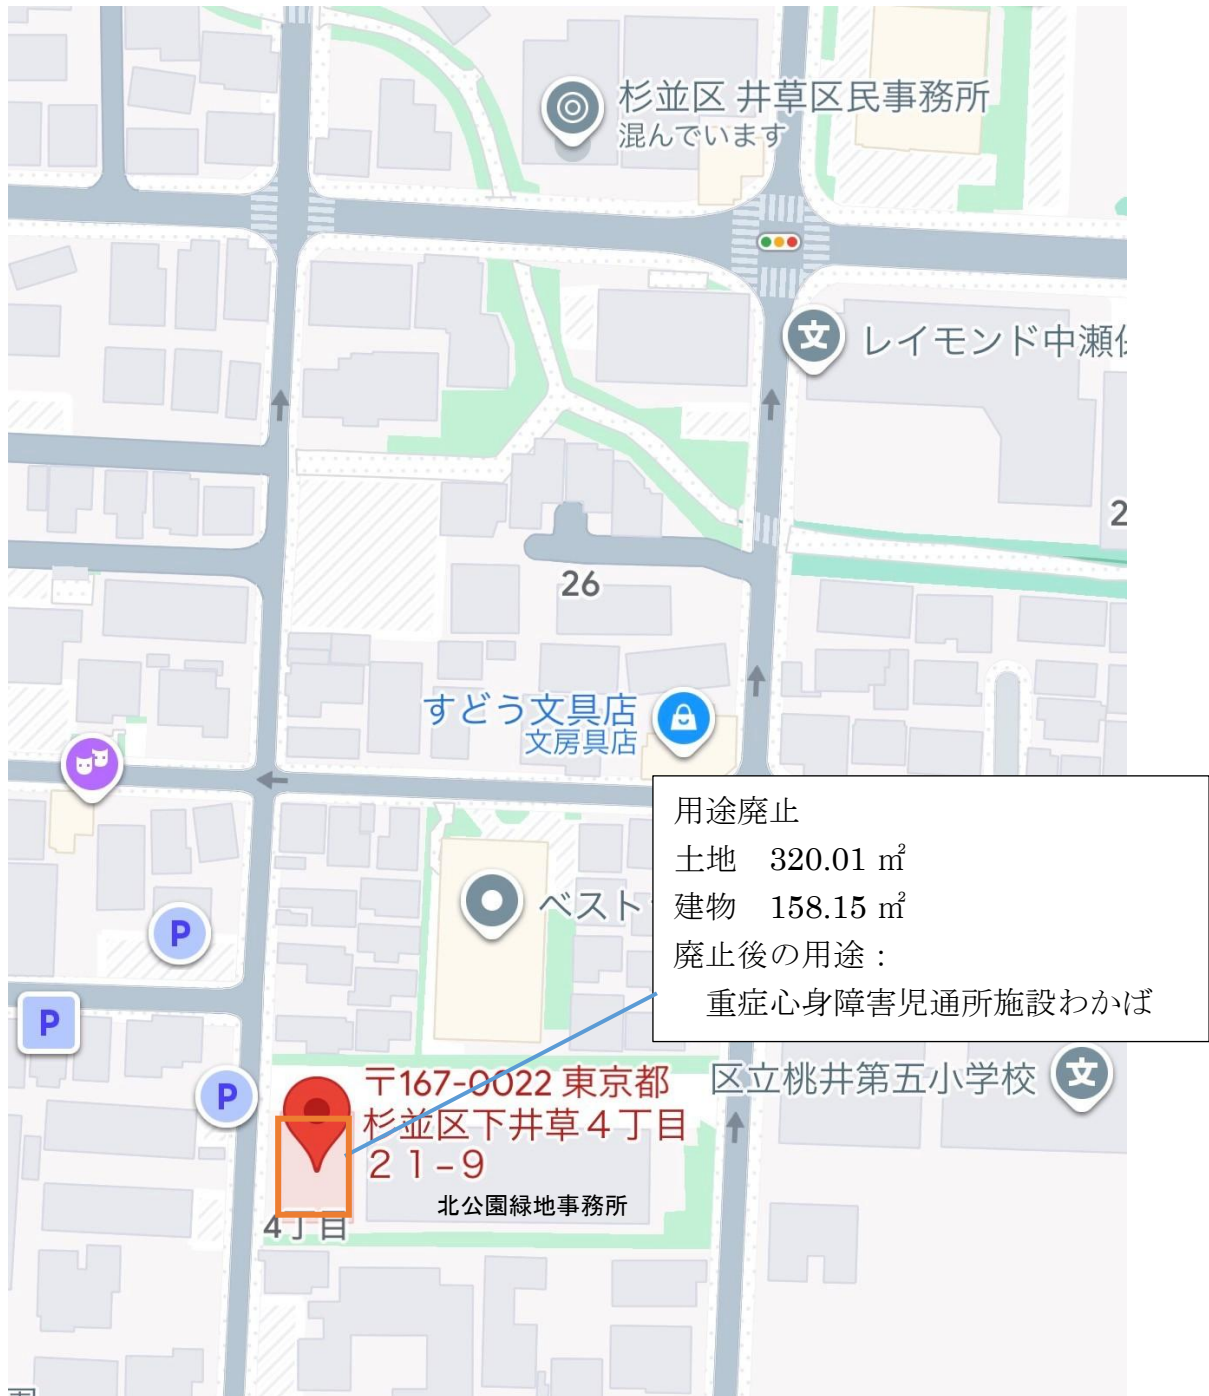 杉並区 井草区民事務所
混んでいます
レイモンド中瀬
2
26
すどう文具店
文房具店
用途廃止
土地　320.01 ㎡
建物　158.15 ㎡
廃止後の用途：
重症心身障害児通所施設わかば
ベスト
P
P
P
〒167-0022 東京都
杉並区下井草４丁目
２１−９
区立桃井第五小学校
文
文
北公園緑地事務所
4丁目